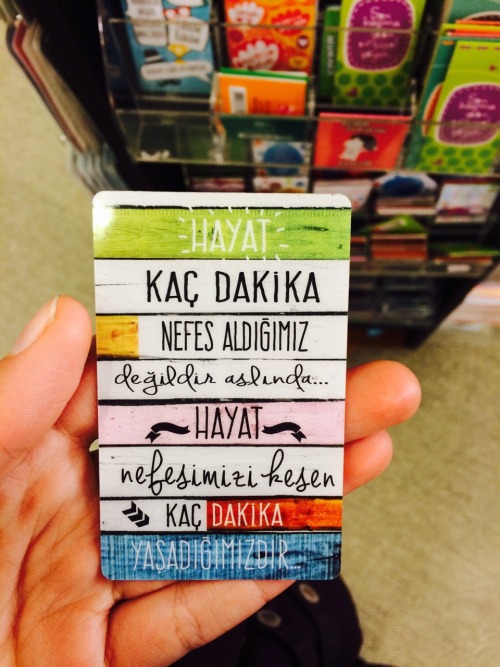 HAYAT
KAÇ DAKİKA
NEFES ALDIĞIMIZ
değildir aslında...
HAYAT
nefesimizi kesen
KAÇ DAKİKA
YAŞADIĞIMIZDIR...